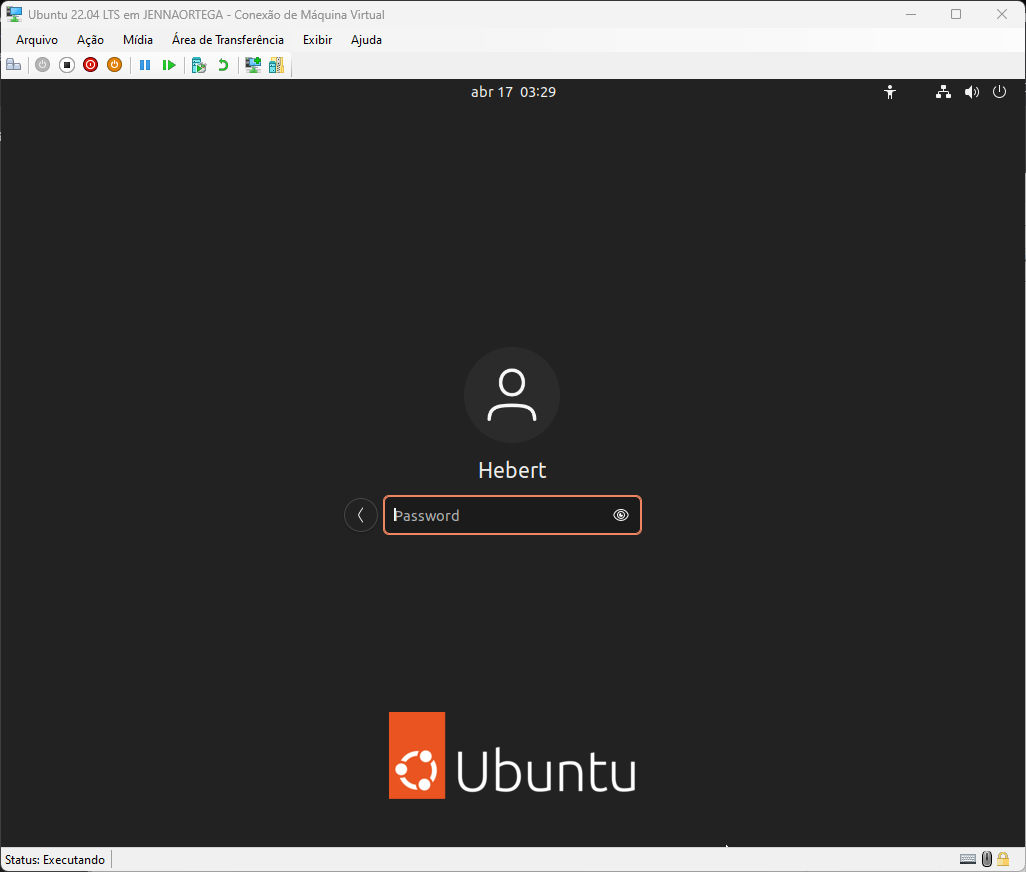 Ubuntu 22.04 LTS em JENNAORTEGA - Conexão de Máquina Virtual
Arquivo Ação Mídia Área de Transferência Exibir Ajuda
abr 17 03:29
Hebert
Password
Ubuntu
Status: Executando